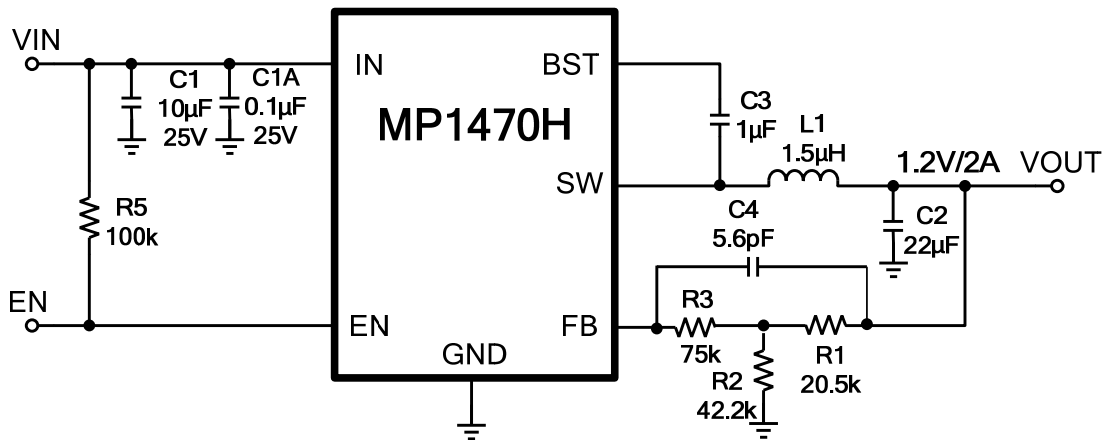 VIN
C1
10µF
25V
C1A
0.1µF
25V
IN
BST
MP1470H
C3
1µF
L1
1.5µH
1.2V/2A
VOUT
SW
R5
100k
C4
5.6pF
C2
22µF
EN
EN
FB
GND
R3
75k
R1
20.5k
R2
42.2k